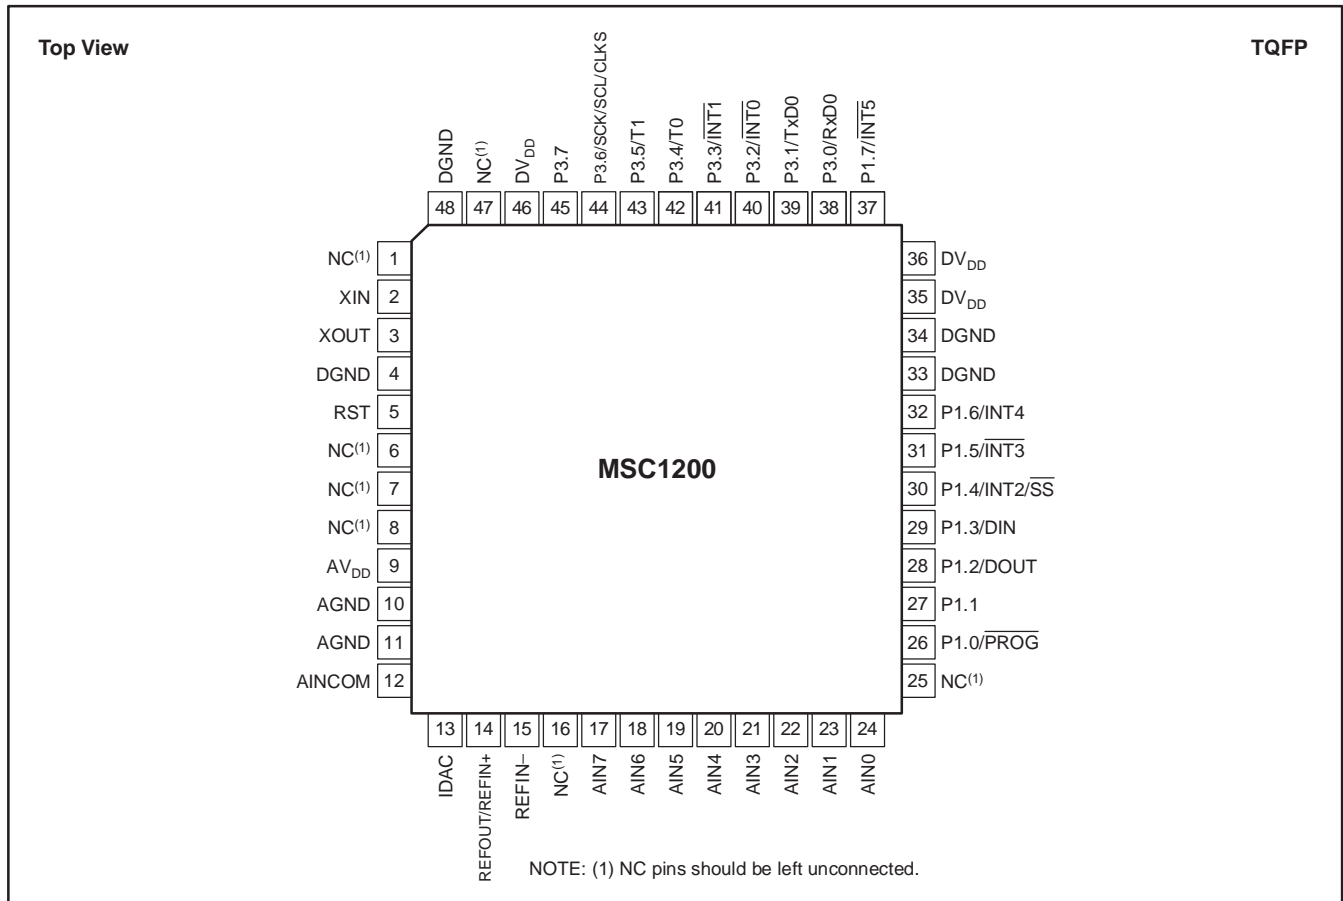 Top View
TQFP
DGND
NC(1)
DVDD
P3.7
P3.6/SCK/SCL/CLKS
P3.5/T1
P3.4/T0
P3.3/INT1
P3.2/INT0
P3.1/TxD0
P3.0/RxD0
P1.7/INT5
48 47 46 45 44 43 42 41 40 39 38 37
NC(1) 1
XIN 2
XOUT 3
DGND 4
RST 5
NC(1) 6
NC(1) 7
NC(1) 8
AVDD 9
AGND 10
AGND 11
AINCOM 12
MSC1200
36 DVDD
35 DVDD
34 DGND
33 DGND
32 P1.6/INT4
31 P1.5/INT3
30 P1.4/INT2/SS
29 P1.3/DIN
28 P1.2/DOUT
27 P1.1
26 P1.0/PROG
25 NC(1)
13 14 15 16 17 18 19 20 21 22 23 24
IDAC
REFOUT/REFIN+
REFIN–
NC(1)
AIN7
AIN6
AIN5
AIN4
AIN3
AIN2
AIN1
AIN0
NOTE: (1) NC pins should be left unconnected.